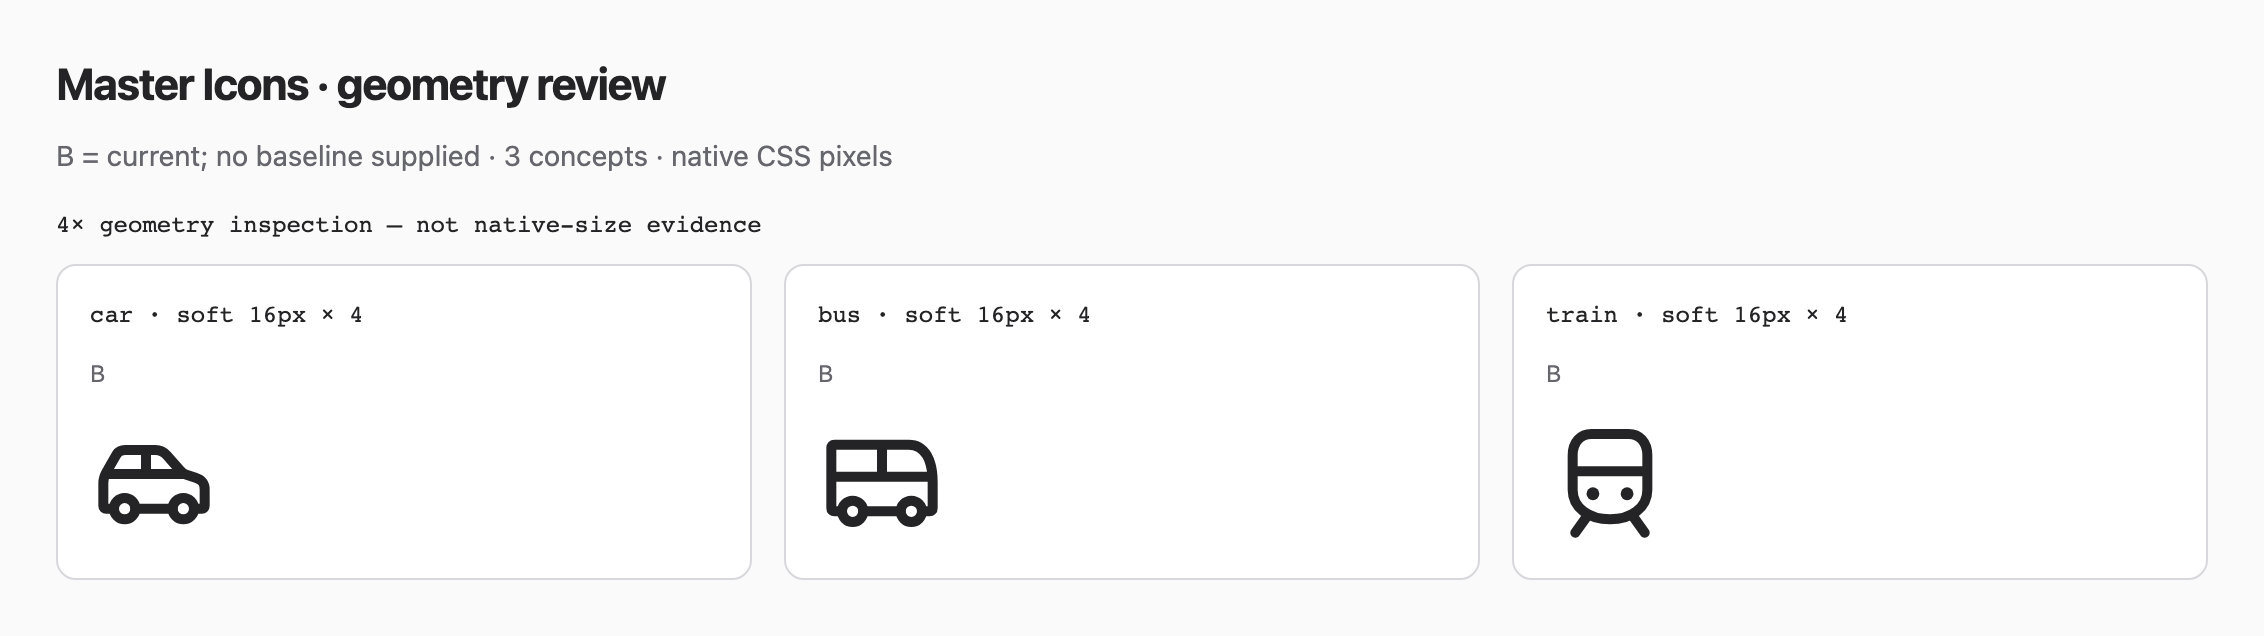 Master Icons · geometry review
B = current; no baseline supplied · 3 concepts · native CSS pixels
4× geometry inspection — not native-size evidence
car · soft 16px × 4
B
bus · soft 16px × 4
B
train · soft 16px × 4
B